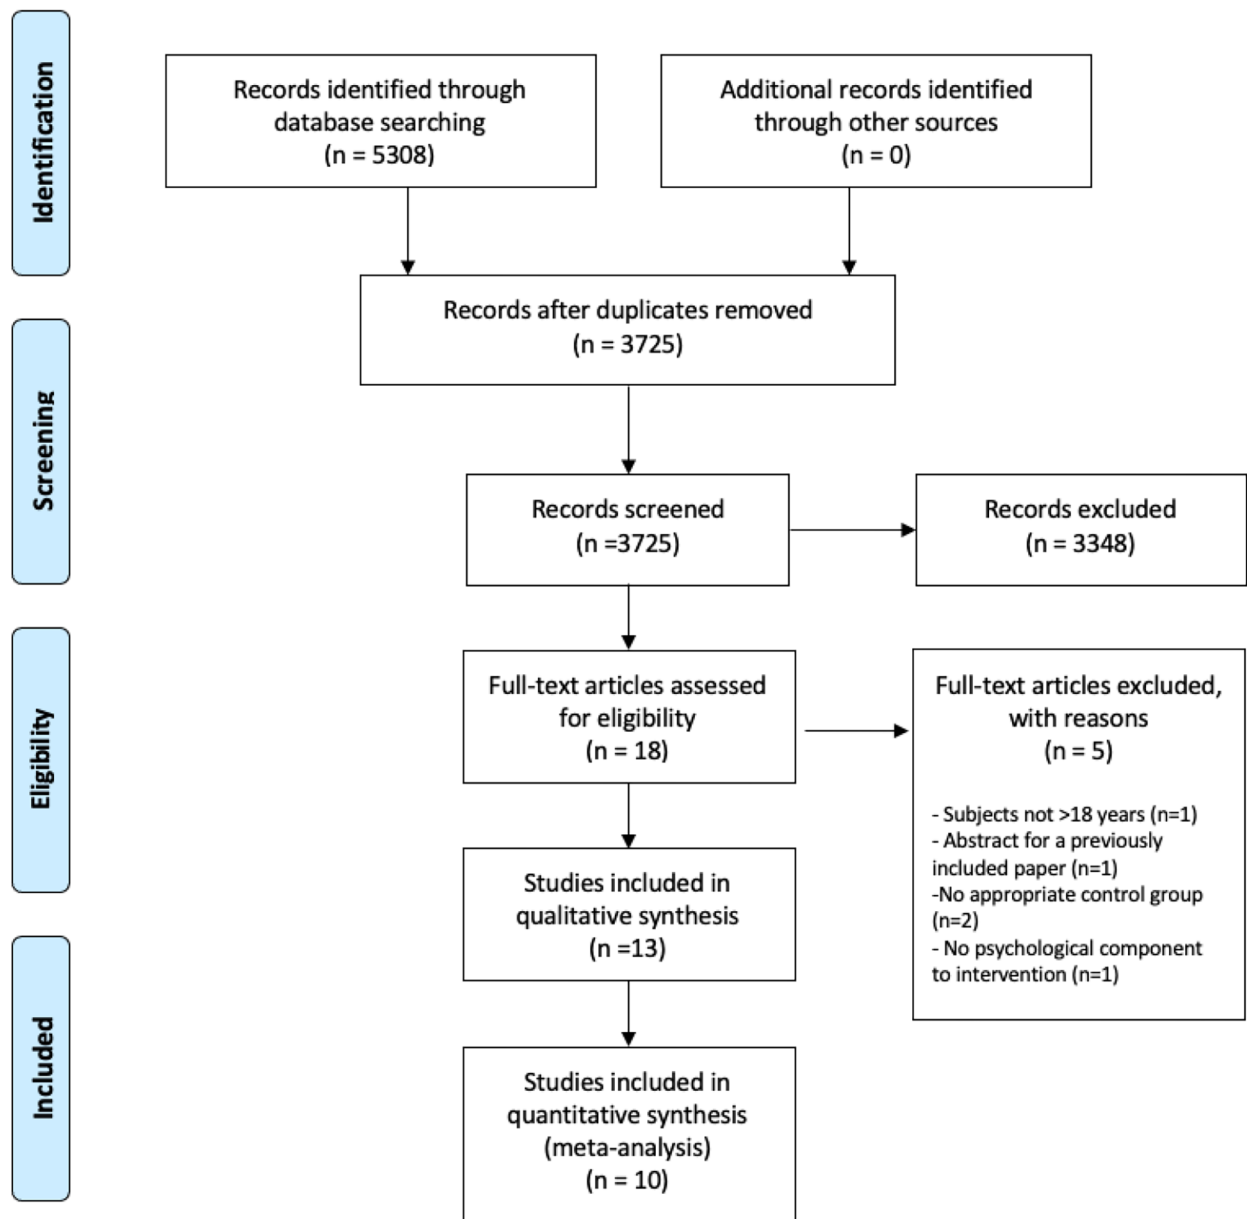 Identification
Records identified through
database searching
(n = 5308)
Additional records identified
through other sources
(n = 0)
Records after duplicates removed
(n = 3725)
Screening
Records screened
(n =3725)
Records excluded
(n = 3348)
Eligibility
Full-text articles assessed
for eligibility
(n = 18)
Full-text articles excluded,
with reasons
(n = 5)
- Subjects not >18 years (n=1)
- Abstract for a previously
included paper (n=1)
-No appropriate control group
(n=2)
- No psychological component
to intervention (n=1)
Studies included in
qualitative synthesis
(n =13)
Included
Studies included in
quantitative synthesis
(meta-analysis)
(n = 10)